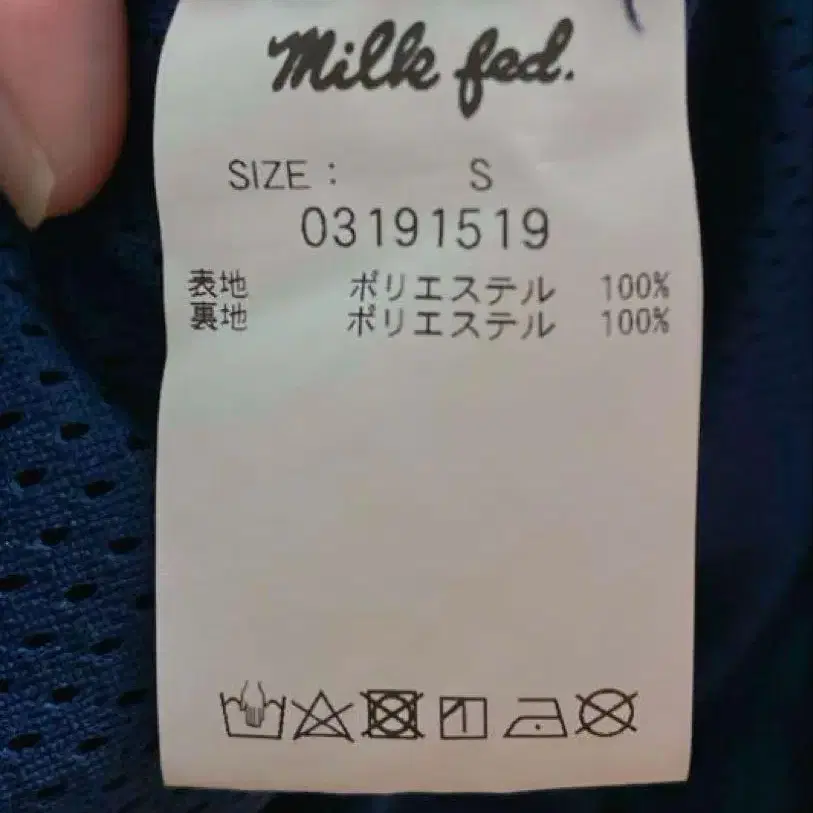 Milk fed.
SIZE : S
03191519
表地 ポリエステル 100%
裏地 ポリエステル 100%